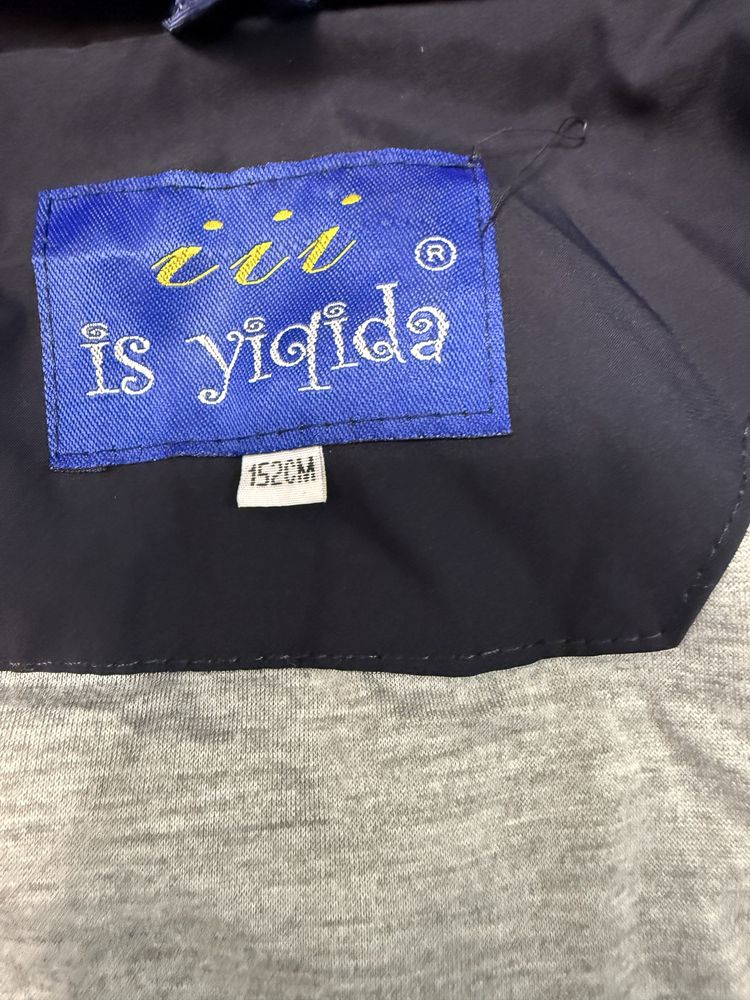 iii ®
is yiqida
152CM